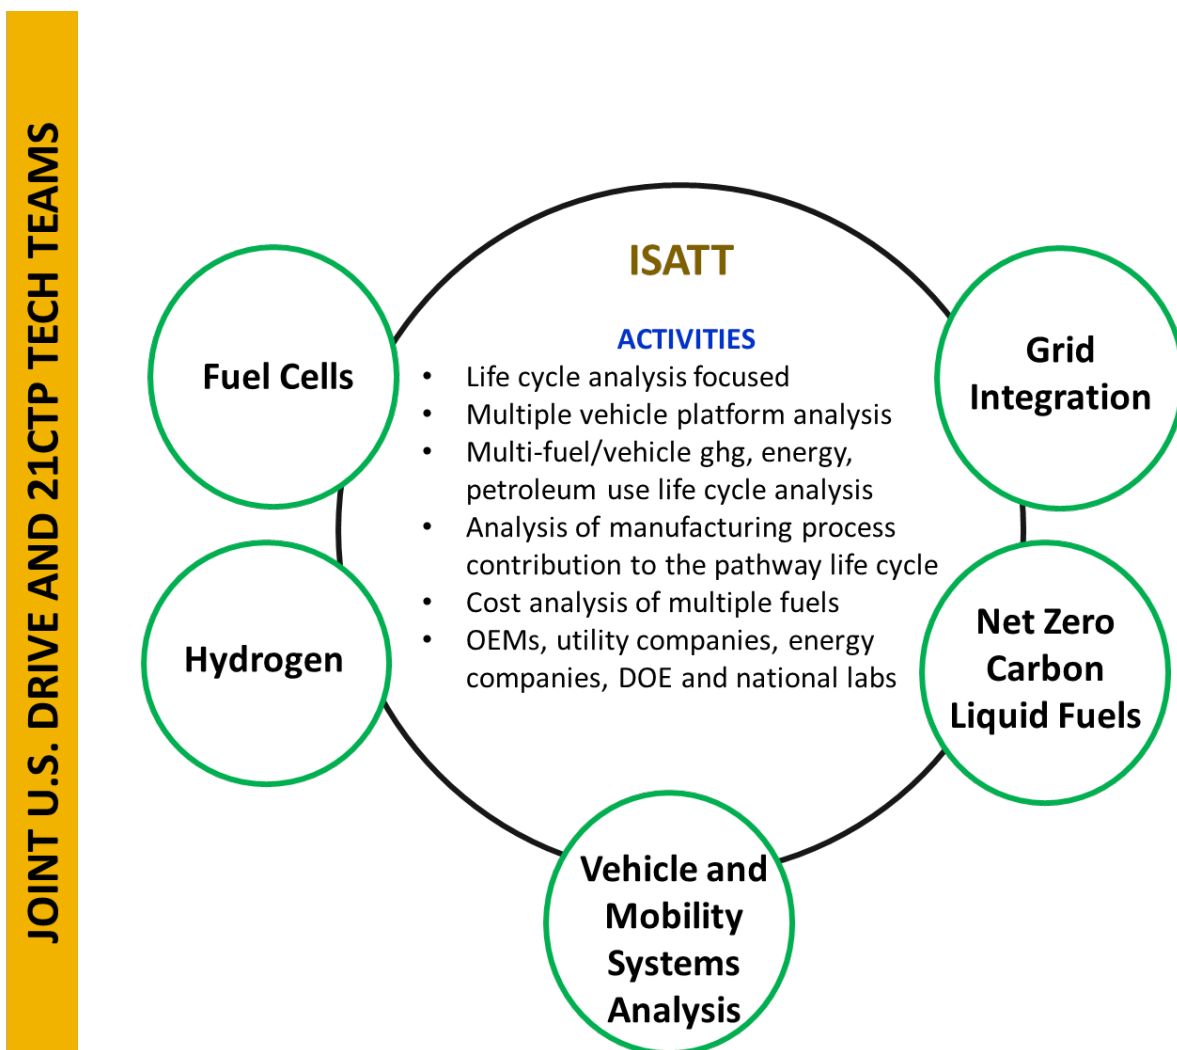 JOINT U.S. DRIVE AND 21CTP TECH TEAMS
ISATT
ACTIVITIES
• Life cycle analysis focused
• Multiple vehicle platform analysis
• Multi-fuel/vehicle ghg, energy,
petroleum use life cycle analysis
• Analysis of manufacturing process
contribution to the pathway life cycle
• Cost analysis of multiple fuels
• OEMs, utility companies, energy
companies, DOE and national labs
Fuel Cells
Hydrogen
Grid
Integration
Net Zero
Carbon
Liquid Fuels
Vehicle and
Mobility
Systems
Analysis